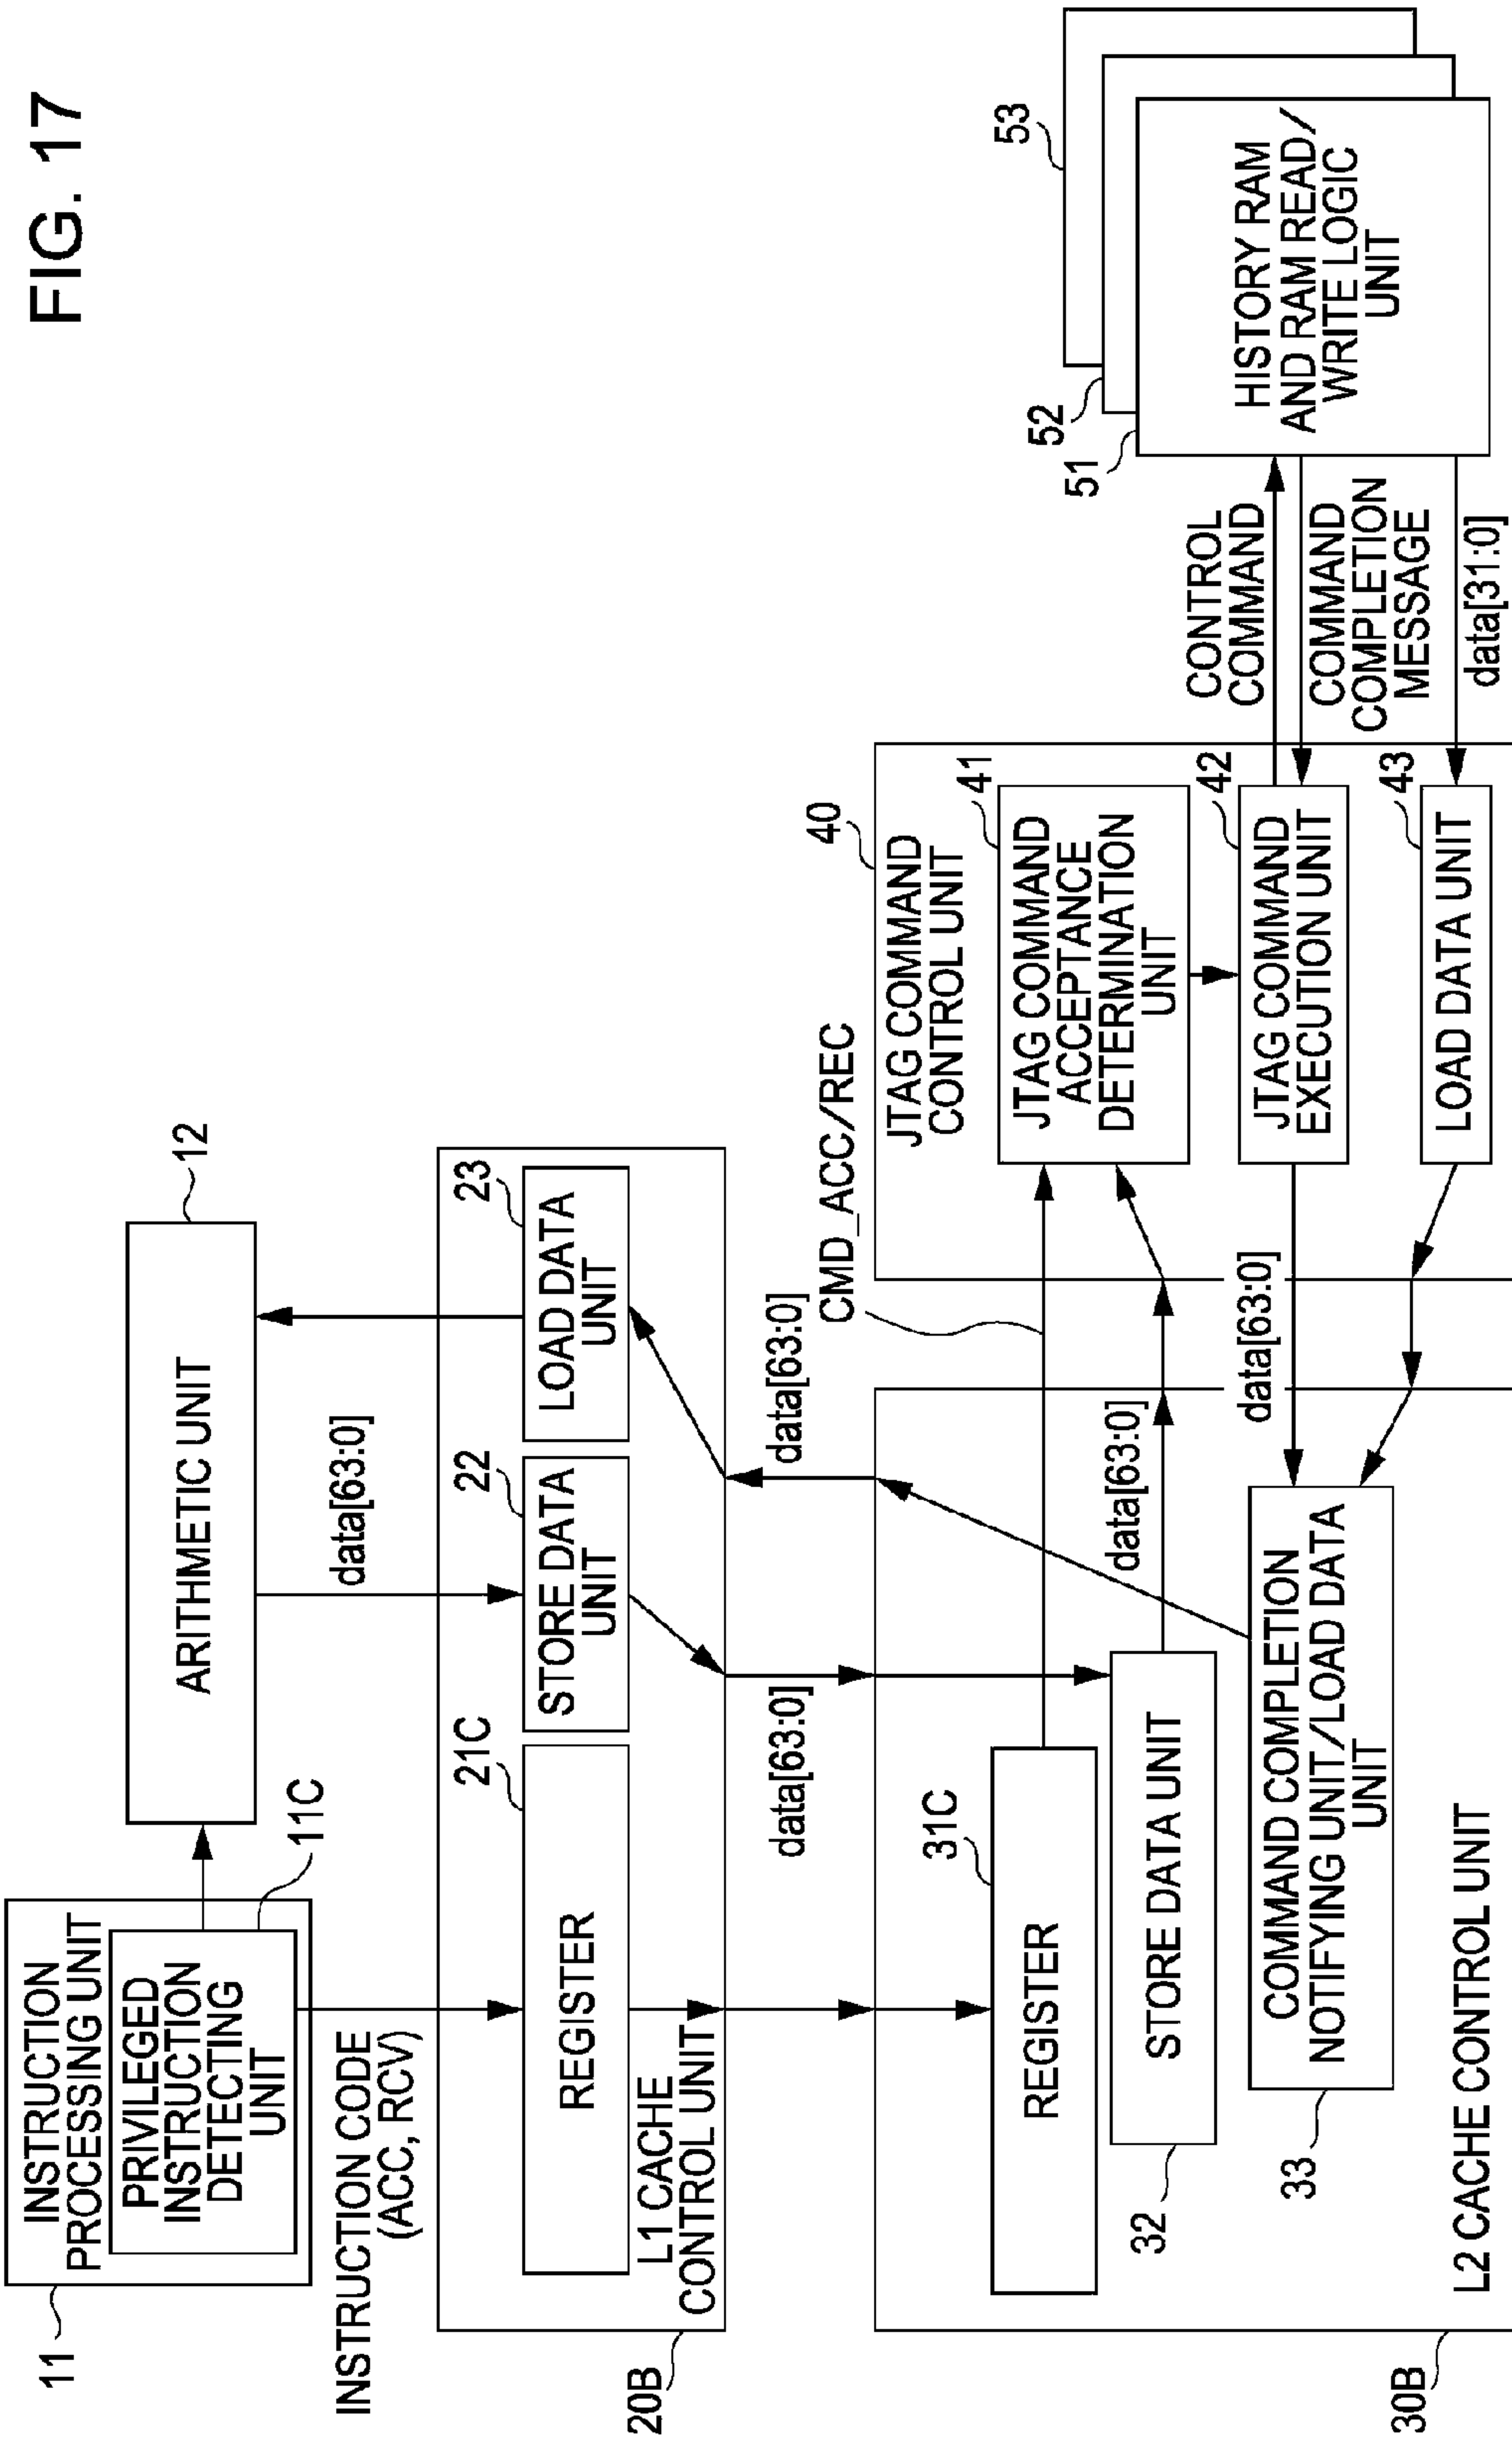 FIG. 17
11
INSTRUCTION
PROCESSING UNIT
PRIVILEGED
INSTRUCTION
DETECTING
UNIT
11C
12
ARITHMETIC UNIT
INSTRUCTION CODE
(ACC, RCV)
data[63:0]
20B
L1 CACHE
CONTROL UNIT
21C
REGISTER
22
STORE DATA
UNIT
23
LOAD DATA
UNIT
data[63:0]
data[63:0]
CMD_ACC/REC
30B
L2 CACHE CONTROL UNIT
31C
REGISTER
32
STORE DATA UNIT
data[63:0]
33
COMMAND COMPLETION
NOTIFYING UNIT/LOAD DATA
UNIT
data[63:0]
40
JTAG COMMAND
CONTROL UNIT
41
JTAG COMMAND
ACCEPTANCE
DETERMINATION
UNIT
42
JTAG COMMAND
EXECUTION UNIT
43
LOAD DATA UNIT
CONTROL
COMMAND
COMMAND
COMPLETION
MESSAGE
data[31:0]
51
52
53
HISTORY RAM
AND RAM READ/
WRITE LOGIC
UNIT